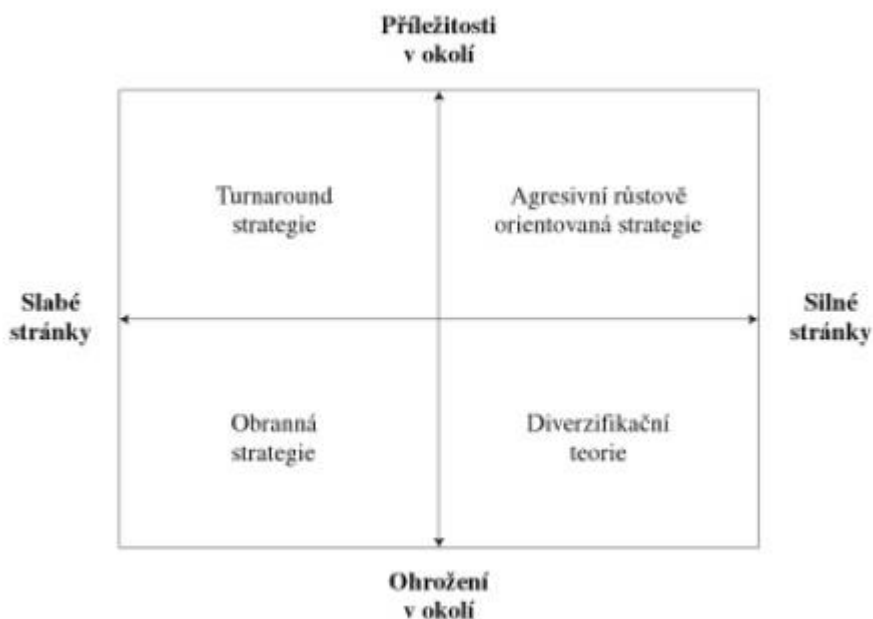 Příležitosti
v okolí
Turnaround
strategie
Agresivní růstově
orientovaná strategie
Slabé
stránky
Silné
stránky
Obranná
strategie
Diverzifikační
teorie
Ohrožení
v okolí